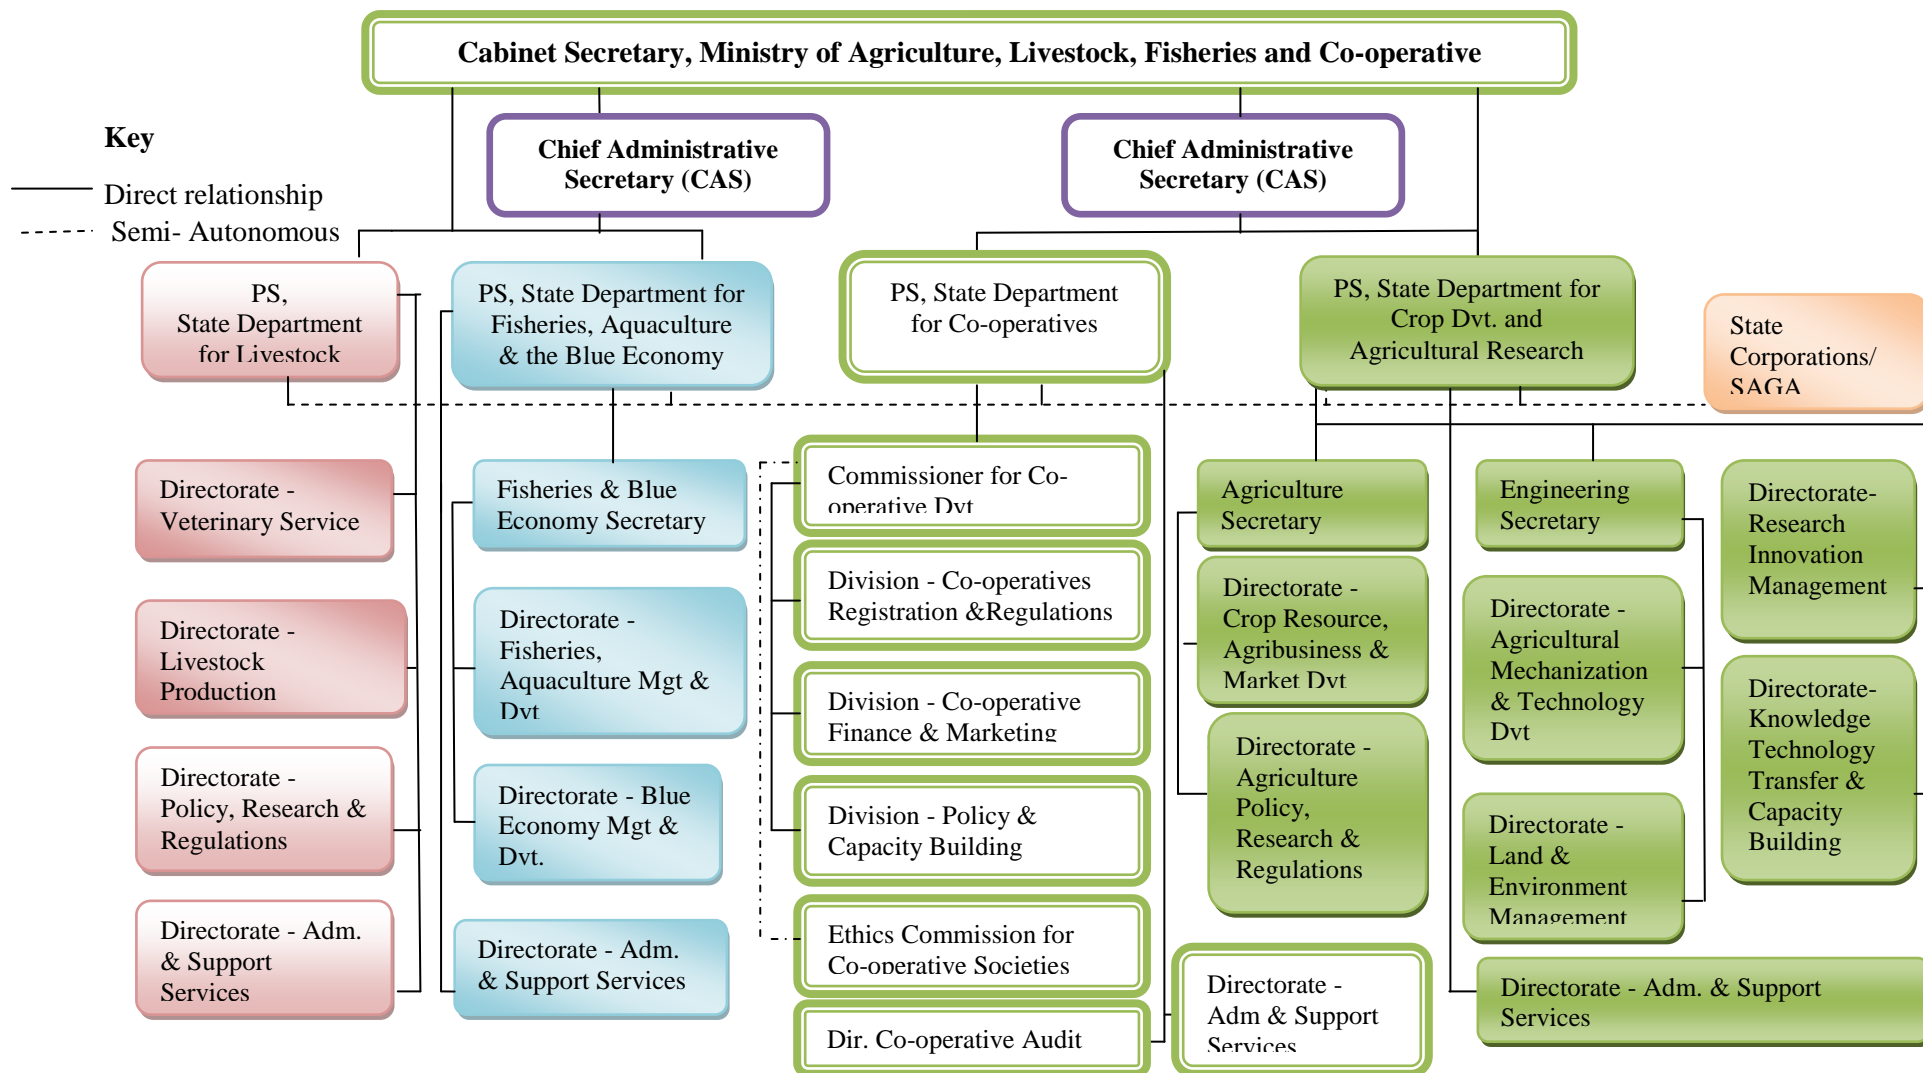 Cabinet Secretary, Ministry of Agriculture, Livestock, Fisheries and Co-operative
Key
Direct relationship
Semi- Autonomous
Chief Administrative
Secretary (CAS)
Chief Administrative
Secretary (CAS)
PS,
State Department
for Livestock
PS, State Department for
Fisheries, Aquaculture
& the Blue Economy
PS, State Department
for Co-operatives
PS, State Department for
Crop Dvt. and
Agricultural Research
State
Corporations/
SAGA
Directorate -
Veterinary Service
Directorate -
Livestock
Production
Directorate -
Policy, Research &
Regulations
Directorate - Adm.
& Support
Services
Fisheries & Blue
Economy Secretary
Directorate -
Fisheries,
Aquaculture Mgt &
Dvt
Directorate - Blue
Economy Mgt &
Dvt.
Directorate - Adm.
& Support Services
Commissioner for Co-
operative Dvt
Division - Co-operatives
Registration &Regulations
Division - Co-operative
Finance & Marketing
Division - Policy &
Capacity Building
Ethics Commission for
Co-operative Societies
Dir. Co-operative Audit
Directorate -
Adm & Support
Services
Agriculture
Secretary
Directorate -
Crop Resource,
Agribusiness &
Market Dvt
Directorate -
Agriculture
Policy,
Research &
Regulations
Engineering
Secretary
Directorate -
Agricultural
Mechanization
& Technology
Dvt
Directorate -
Land &
Environment
Management
Directorate-
Research
Innovation
Management
Directorate-
Knowledge
Technology
Transfer &
Capacity
Building
Directorate - Adm. & Support
Services